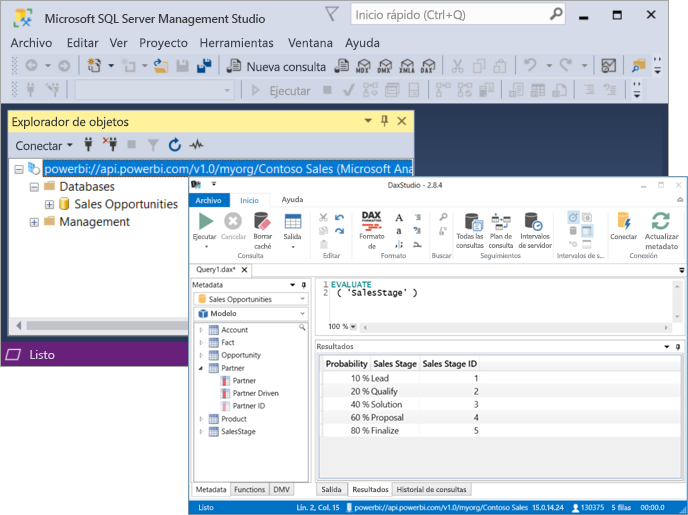 Microsoft SQL Server Management Studio
Inicio rápido (Ctrl+Q)
Archivo Editar Ver Proyecto Herramientas Ventana Ayuda
Nueva consulta MDX DMX XMLA DAX
Ejecutar
Explorador de objetos
Conectar
powerbi://api.powerbi.com/v1.0/myorg/Contoso Sales (Microsoft Ana
Databases
Sales Opportunities
Management
Listo
DaxStudio - 2.8.4
Archivo Inicio Ayuda
Ejecutar Cancelar Borrar caché Salida
Consulta
Editar
DAX FORMATTER
Formato de
Formato
Buscar
Todas las consultas Plan de consulta Intervalos de servidor
Seguimientos
Intervalos de s...
Conectar Actualizar metadato
Conexión
Query1.dax*
Metadata
Sales Opportunities
Modelo
Account
Fact
Opportunity
Partner
Partner
Partner Driven
Partner ID
Product
SalesStage
Metadata Functions DMV
1 EVALUATE
2 ( 'SalesStage' )
100 %
Resultados
Probability Sales Stage Sales Stage ID
10 % Lead 1
20 % Qualify 2
40 % Solution 3
60 % Proposal 4
80 % Finalize 5
Salida Resultados Historial de consultas
Listo Lín. 2, Col. 15 powerbi://api.powerbi.com/v1.0/myorg/Contoso Sales 15.0.14.24 130375 5 filas 00:00.0